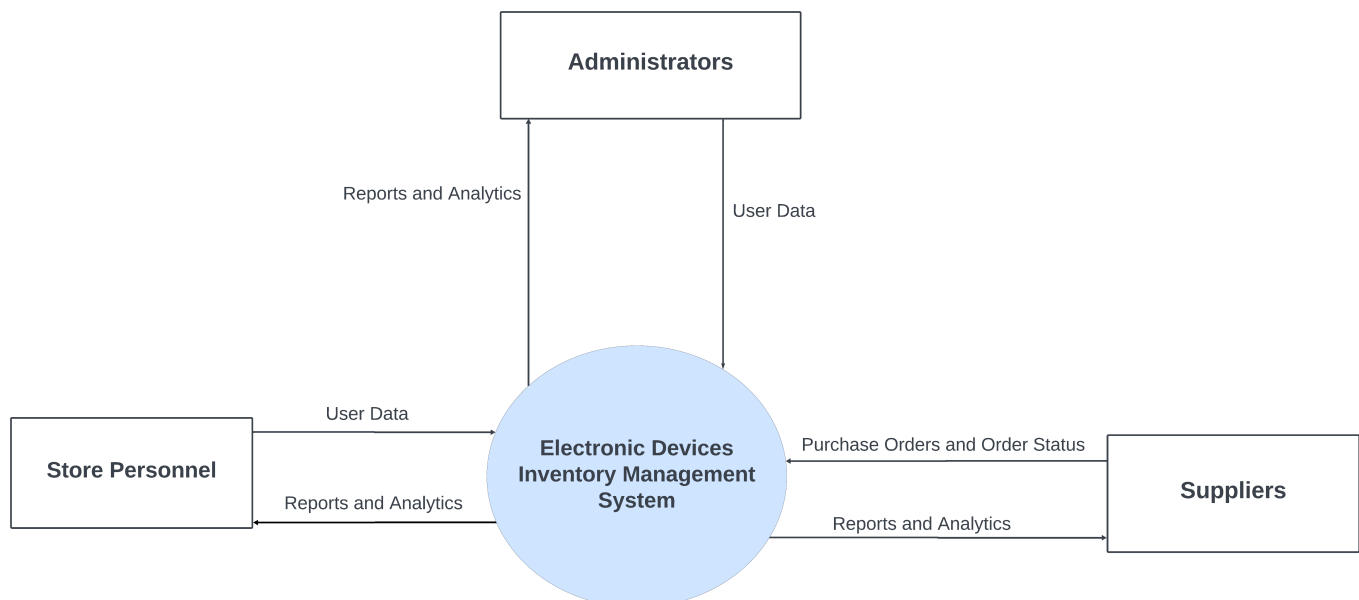 Administrators
Reports and Analytics
User Data
User Data
Electronic Devices
Inventory Management
System
Purchase Orders and Order Status
Store Personnel
Suppliers
Reports and Analytics
Reports and Analytics